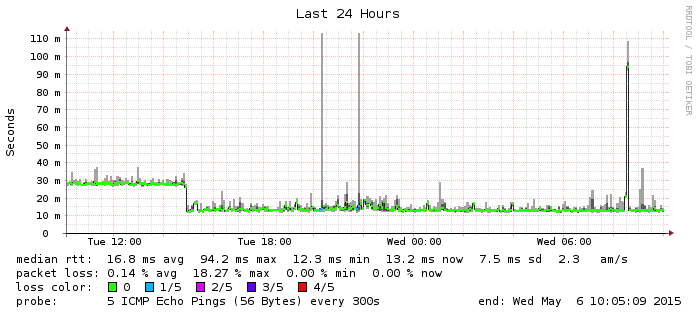 Last 24 Hours
RRDTOOL / TOBI OETIKER
Seconds
110 m
100 m
90 m
80 m
70 m
60 m
50 m
40 m
30 m
20 m
10 m
0
Tue 12:00 Tue 18:00 Wed 00:00 Wed 06:00
median rtt: 16.8 ms avg 94.2 ms max 12.3 ms min 13.2 ms now 7.5 ms sd 2.3 am/s
packet loss: 0.14 % avg 18.27 % max 0.00 % min 0.00 % now
loss color: 0 1/5 2/5 3/5 4/5
probe: 5 ICMP Echo Pings (56 Bytes) every 300s end: Wed May 6 10:05:09 2015